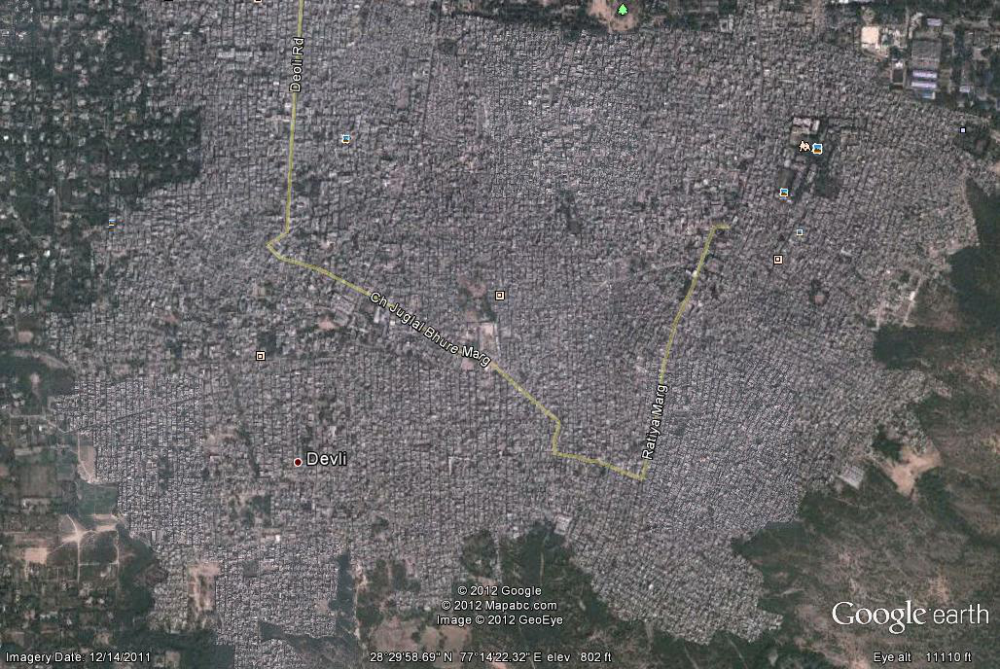 Deoli Rd
Ch Juglal Bhure Marg
Ratiya Marg
Devli
© 2012 Google
© 2012 Mapabc.com
Image © 2012 GeoEye
Google earth
Imagery Date: 12/14/2011
28°29'58.69" N 77°14'22.32" E elev 802 ft
Eye alt 11110 ft